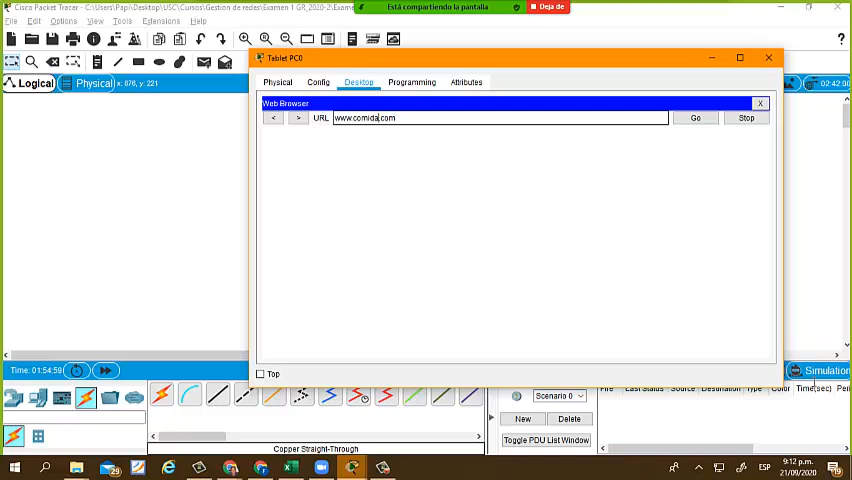 Está compartiendo la pantalla
Deja de
Cisco Packet Tracer - C:\Users\Papi\Desktop\USC\Cursos\Gestion de redes\Examen 1 GR_2020-2\Exame
File Edit Options View Tools Extensions Help
Logical
Physical
x: 876, y: 221
02:42:00
Tablet PC0
Physical
Config
Desktop
Programming
Attributes
Web Browser
X
<
>
URL
www.comida.com
Go
Stop
Top
Time: 01:54:59
Simulation
Scenario 0
Fire
Last Status
Source
Destination
Type
Color
Time(sec)
New
Delete
Toggle PDU List Window
Copper Straight-Through
ESP
9:12 p.m.
21/09/2020
19